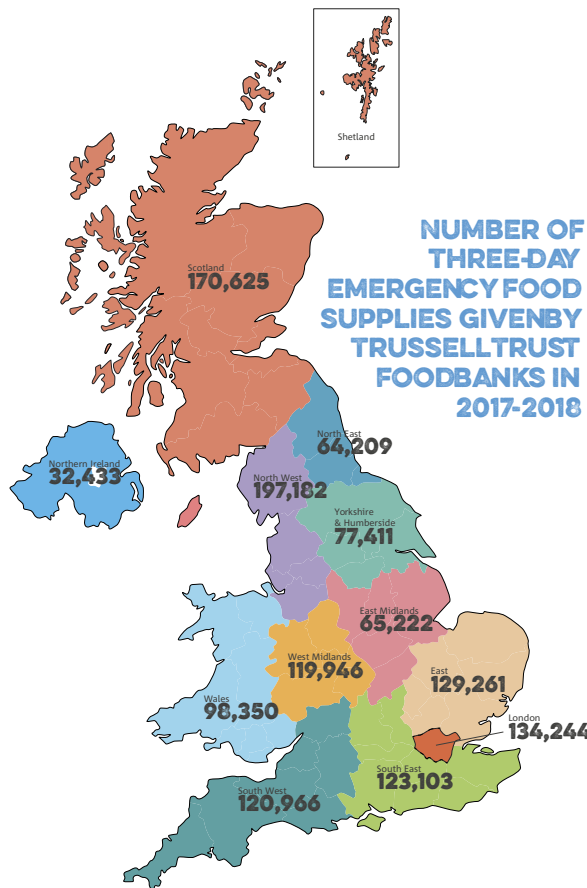 Shetland
NUMBER OF
THREE-DAY
EMERGENCY FOOD
SUPPLIES GIVENBY
TRUSSELLTRUST
FOODBANKS IN
2017-2018
Scotland
170,625
North East
64,209
Northern Ireland
32,433
North West
197,182
Yorkshire
& Humberside
77,411
East Midlands
65,222
West Midlands
119,946
East
129,261
Wales
98,350
London
134,244
South East
123,103
South West
120,966